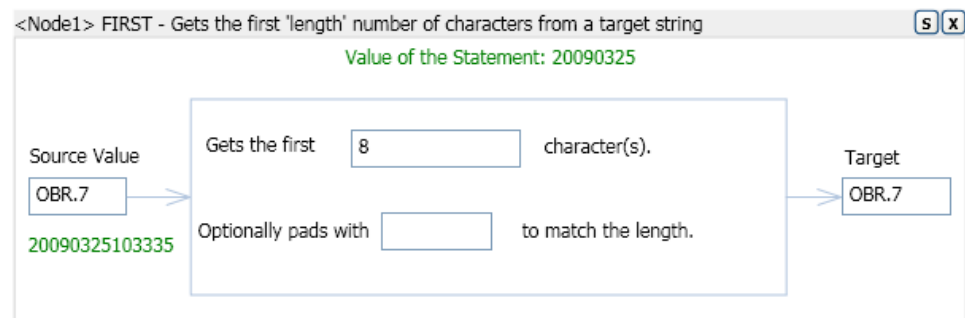 <Node1> FIRST - Gets the first 'length' number of characters from a target string
S X
Value of the Statement: 20090325
Gets the first 8 character(s).
Source Value
Target
OBR.7
OBR.7
Optionally pads with to match the length.
20090325103335